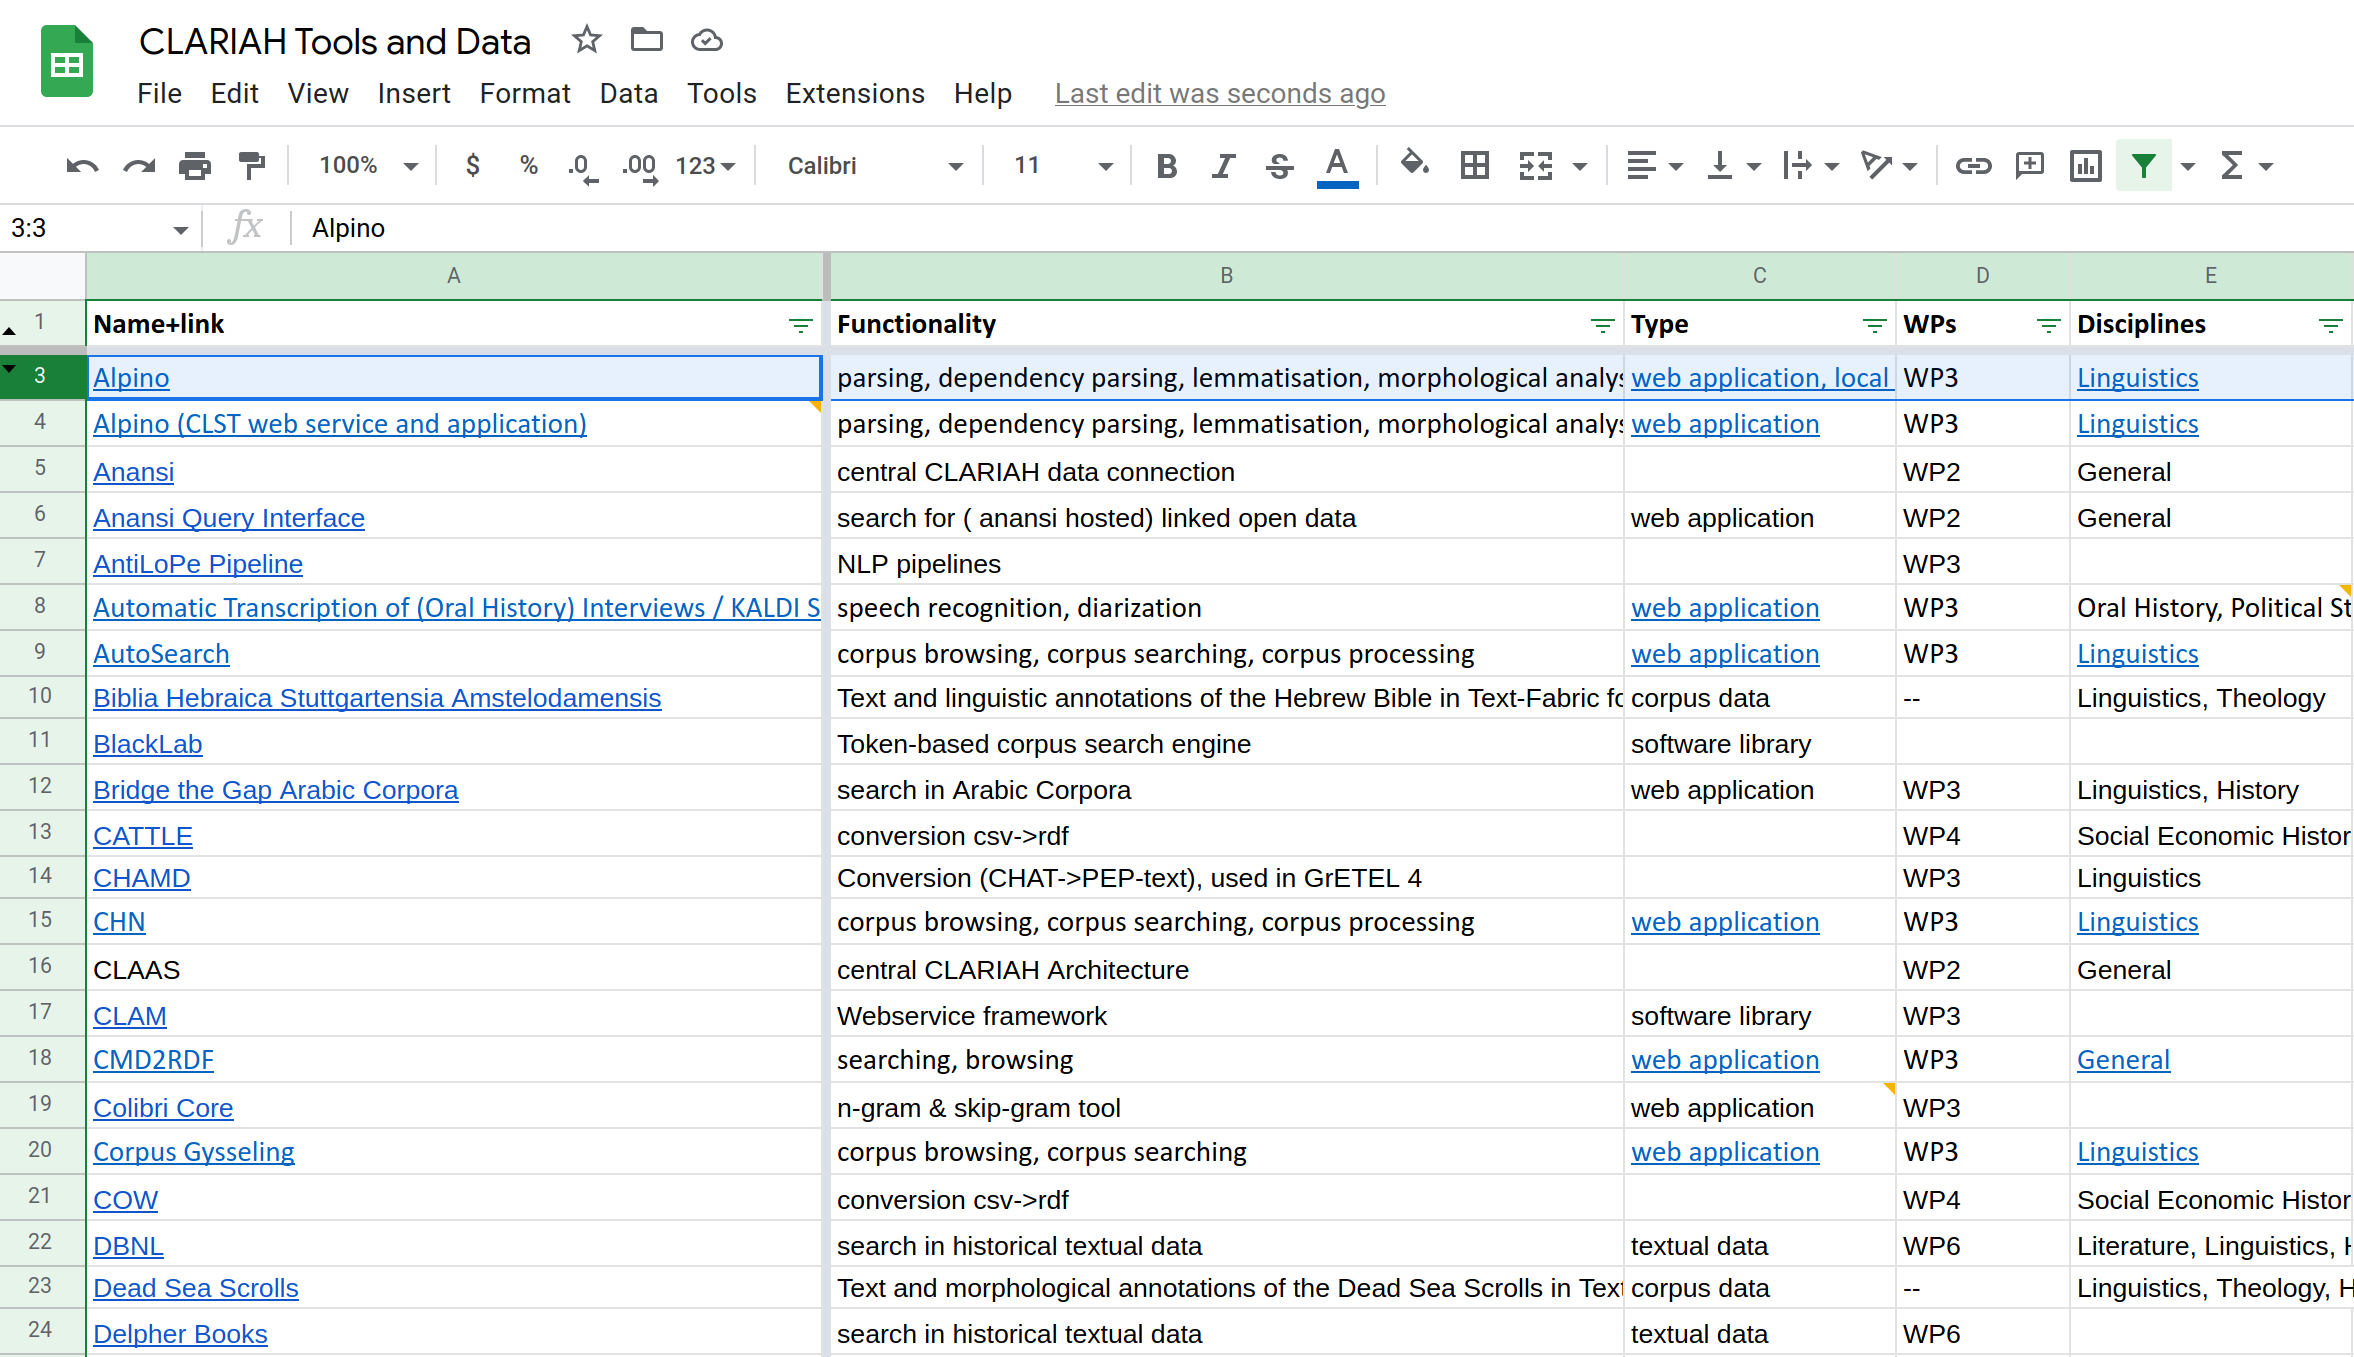 CLARIAH Tools and Data
File Edit View Insert Format Data Tools Extensions Help Last edit was seconds ago
100% $ % .0 .00 123 Calibri 11 B I S A Σ
3:3 fx Alpino
A B C D E
1 Name+link Functionality Type WPs Disciplines
3 Alpino parsing, dependency parsing, lemmatisation, morphological analys web application, local WP3 Linguistics
4 Alpino (CLST web service and application) parsing, dependency parsing, lemmatisation, morphological analys web application WP3 Linguistics
5 Anansi central CLARIAH data connection WP2 General
6 Anansi Query Interface search for ( anansi hosted) linked open data web application WP2 General
7 AntiLoPe Pipeline NLP pipelines WP3
8 Automatic Transcription of (Oral History) Interviews / KALDI S speech recognition, diarization web application WP3 Oral History, Political St
9 AutoSearch corpus browsing, corpus searching, corpus processing web application WP3 Linguistics
10 Biblia Hebraica Stuttgartensia Amstelodamensis Text and linguistic annotations of the Hebrew Bible in Text-Fabric fo corpus data -- Linguistics, Theology
11 BlackLab Token-based corpus search engine software library
12 Bridge the Gap Arabic Corpora search in Arabic Corpora web application WP3 Linguistics, History
13 CATTLE conversion csv->rdf WP4 Social Economic Histor
14 CHAMD Conversion (CHAT->PEP-text), used in GrETEL 4 WP3 Linguistics
15 CHN corpus browsing, corpus searching, corpus processing web application WP3 Linguistics
16 CLAAS central CLARIAH Architecture WP2 General
17 CLAM Webservice framework software library WP3
18 CMD2RDF searching, browsing web application WP3 General
19 Colibri Core n-gram & skip-gram tool web application WP3
20 Corpus Gysseling corpus browsing, corpus searching web application WP3 Linguistics
21 COW conversion csv->rdf WP4 Social Economic Histor
22 DBNL search in historical textual data textual data WP6 Literature, Linguistics, H
23 Dead Sea Scrolls Text and morphological annotations of the Dead Sea Scrolls in Text corpus data -- Linguistics, Theology, H
24 Delpher Books search in historical textual data textual data WP6